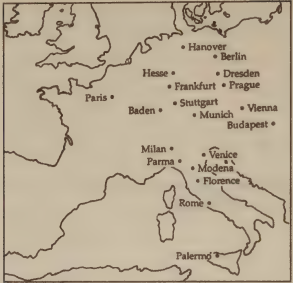 Hanover
Berlin
Hesse
Dresden
Frankfurt
Prague
Paris
Stuttgart
Baden
Vienna
Munich
Budapest
Milan
Venice
Parma
Modena
Florence
Rome
Palermo